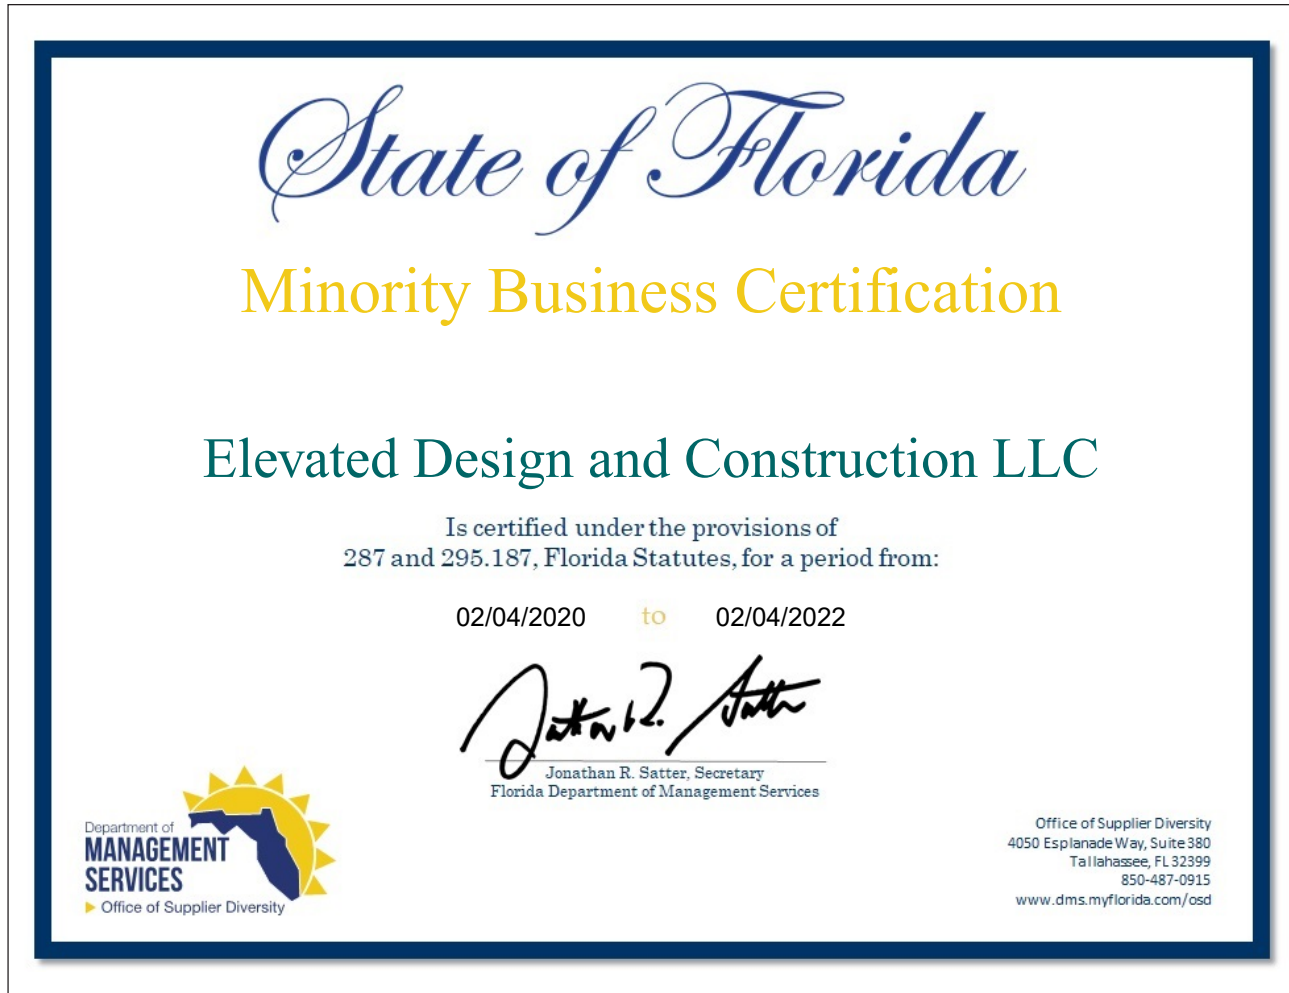 State of Florida
Minority Business Certification
Elevated Design and Construction LLC
Is certified under the provisions of
287 and 295.187, Florida Statutes, for a period from:
02/04/2020 to 02/04/2022
Jonathan R. Satter
Jonathan R. Satter, Secretary
Florida Department of Management Services
Department of
MANAGEMENT
SERVICES
Office of Supplier Diversity
Office of Supplier Diversity
4050 Esplanade Way, Suite 380
Tallahassee, FL 32399
850-487-0915
www.dms.myflorida.com/osd